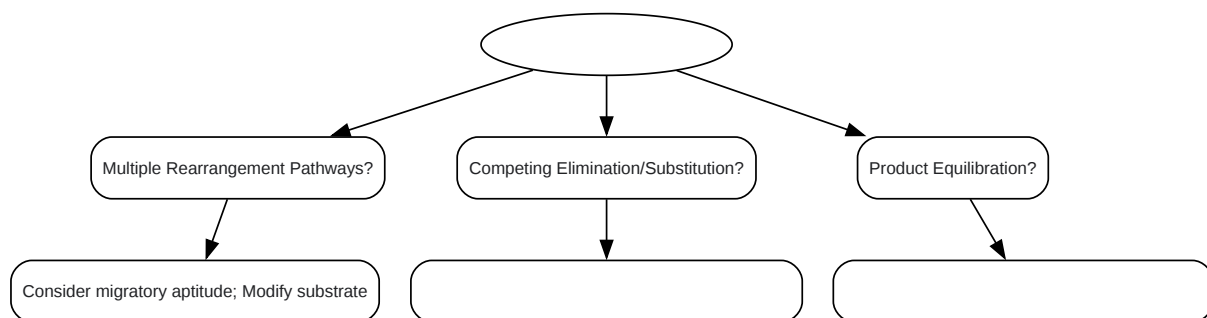 Multiple Rearrangement Pathways?
Competing Elimination/Substitution?
Product Equilibration?
Consider migratory aptitude; Modify substrate